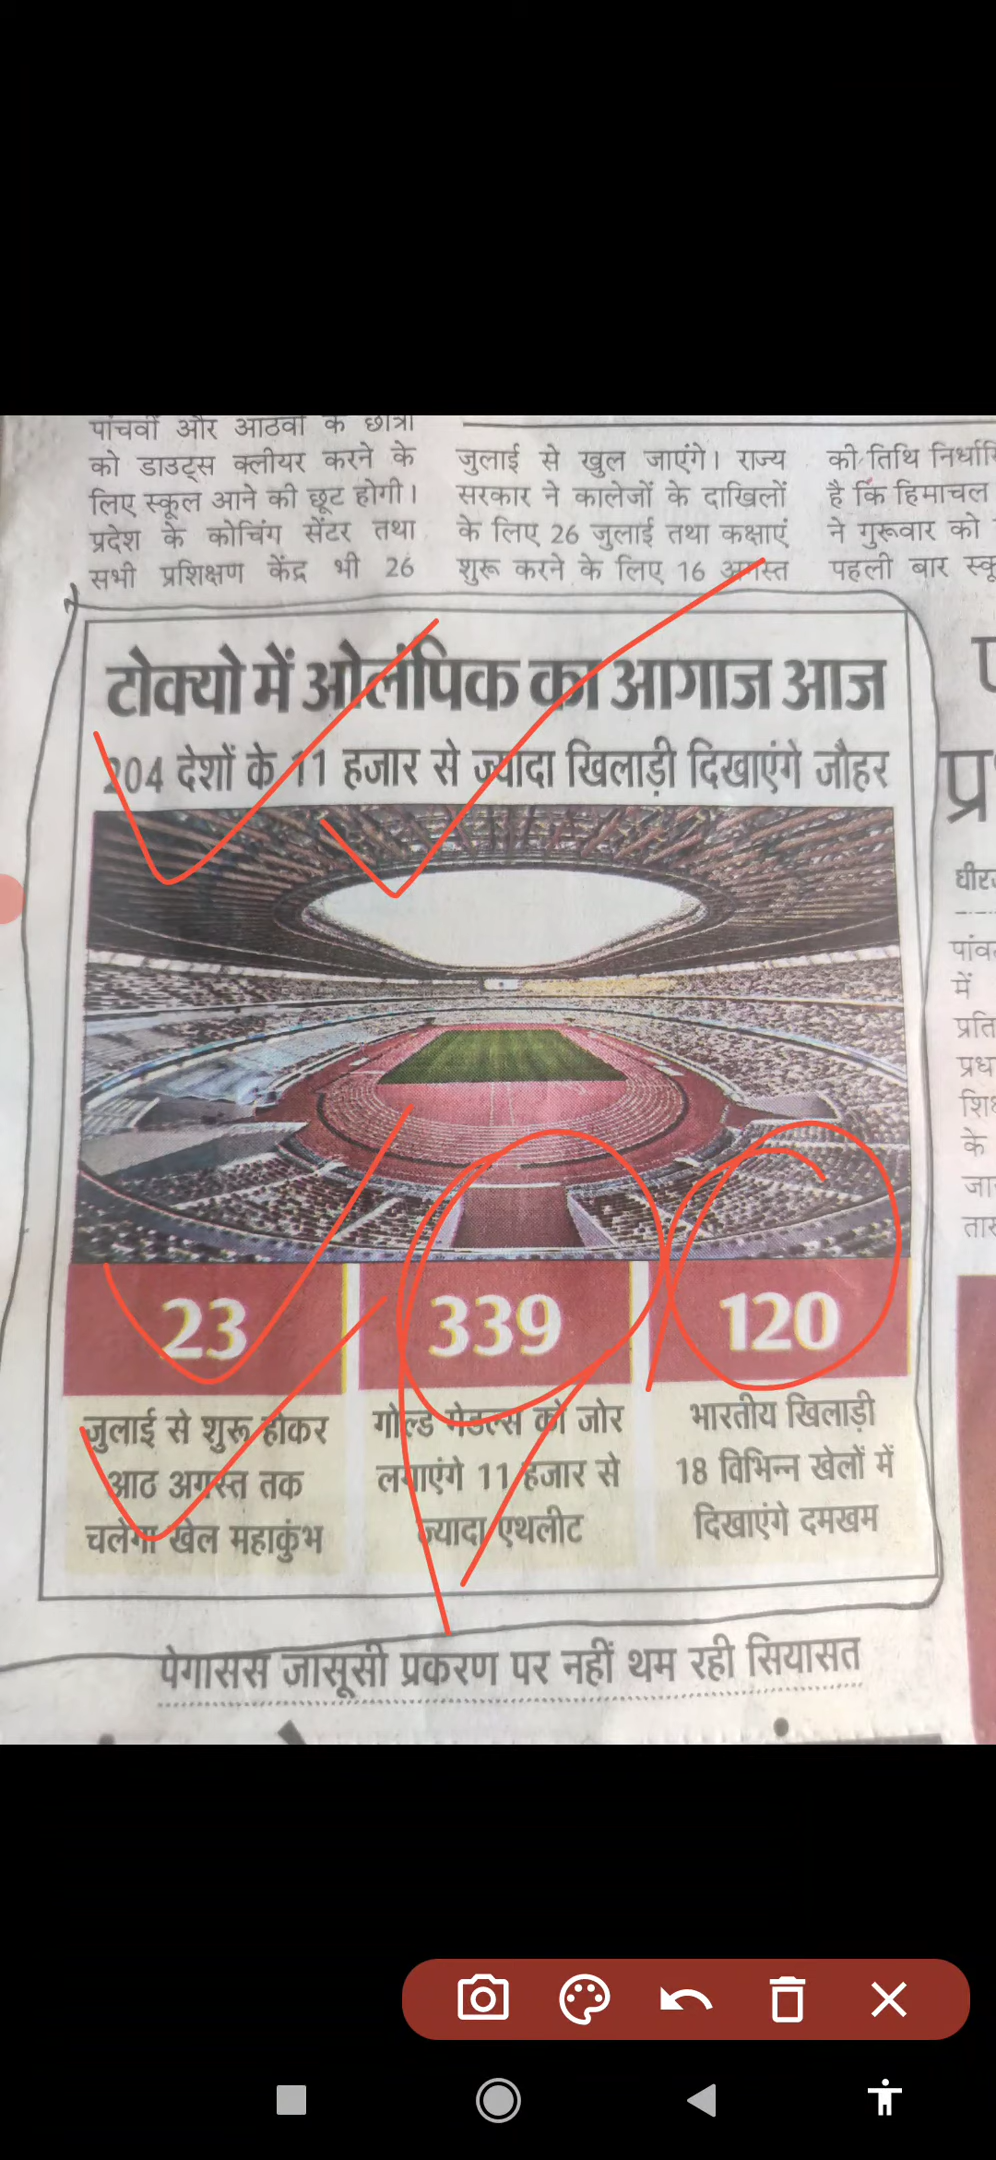 पांचवीं और आठवीं के छात्रों
को डाउट्स क्लीयर करने के
लिए स्कूल आने की छूट होगी।
प्रदेश के कोचिंग सेंटर तथा
सभी प्रशिक्षण केंद्र भी 26
जुलाई से खुल जाएंगे। राज्य
सरकार ने कालेजों के दाखिलों
के लिए 26 जुलाई तथा कक्षाएं
शुरू करने के लिए 16 अगस्त
की तिथि
है कि हिमाचल
ने गुरूवार को
पहली बार
टोक्यो में ओलंपिक का आगाज आज
204 देशों के 11 हजार से ज्यादा खिलाड़ी दिखाएंगे जौहर
23
जुलाई से शुरू होकर
आठ अगस्त तक
चलेगा खेल महाकुंभ
339
गोल्ड मेडल्स को जोर
लगाएंगे 11 हजार से
ज्यादा एथलीट
120
भारतीय खिलाड़ी
18 विभिन्न खेलों में
दिखाएंगे दमखम
में
के
पेगासस जासूसी प्रकरण पर नहीं थम रही सियासत